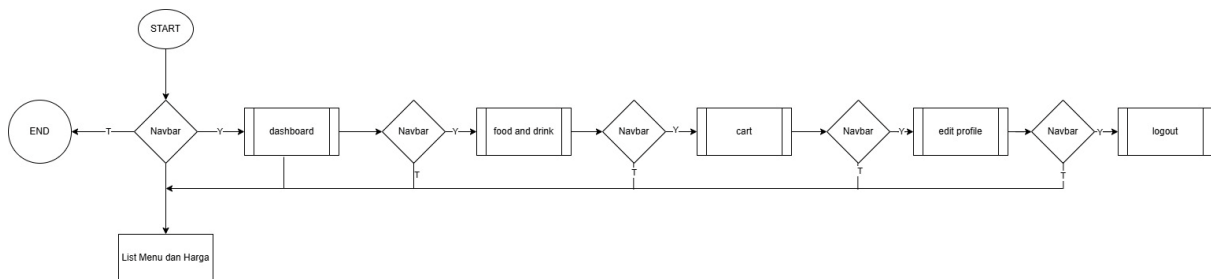 START
END
T
Navbar
Y
dashboard
Navbar
Y
food and drink
Navbar
Y
cart
Navbar
Y
edit profile
Navbar
Y
logout
T
T
T
T
List Menu dan Harga